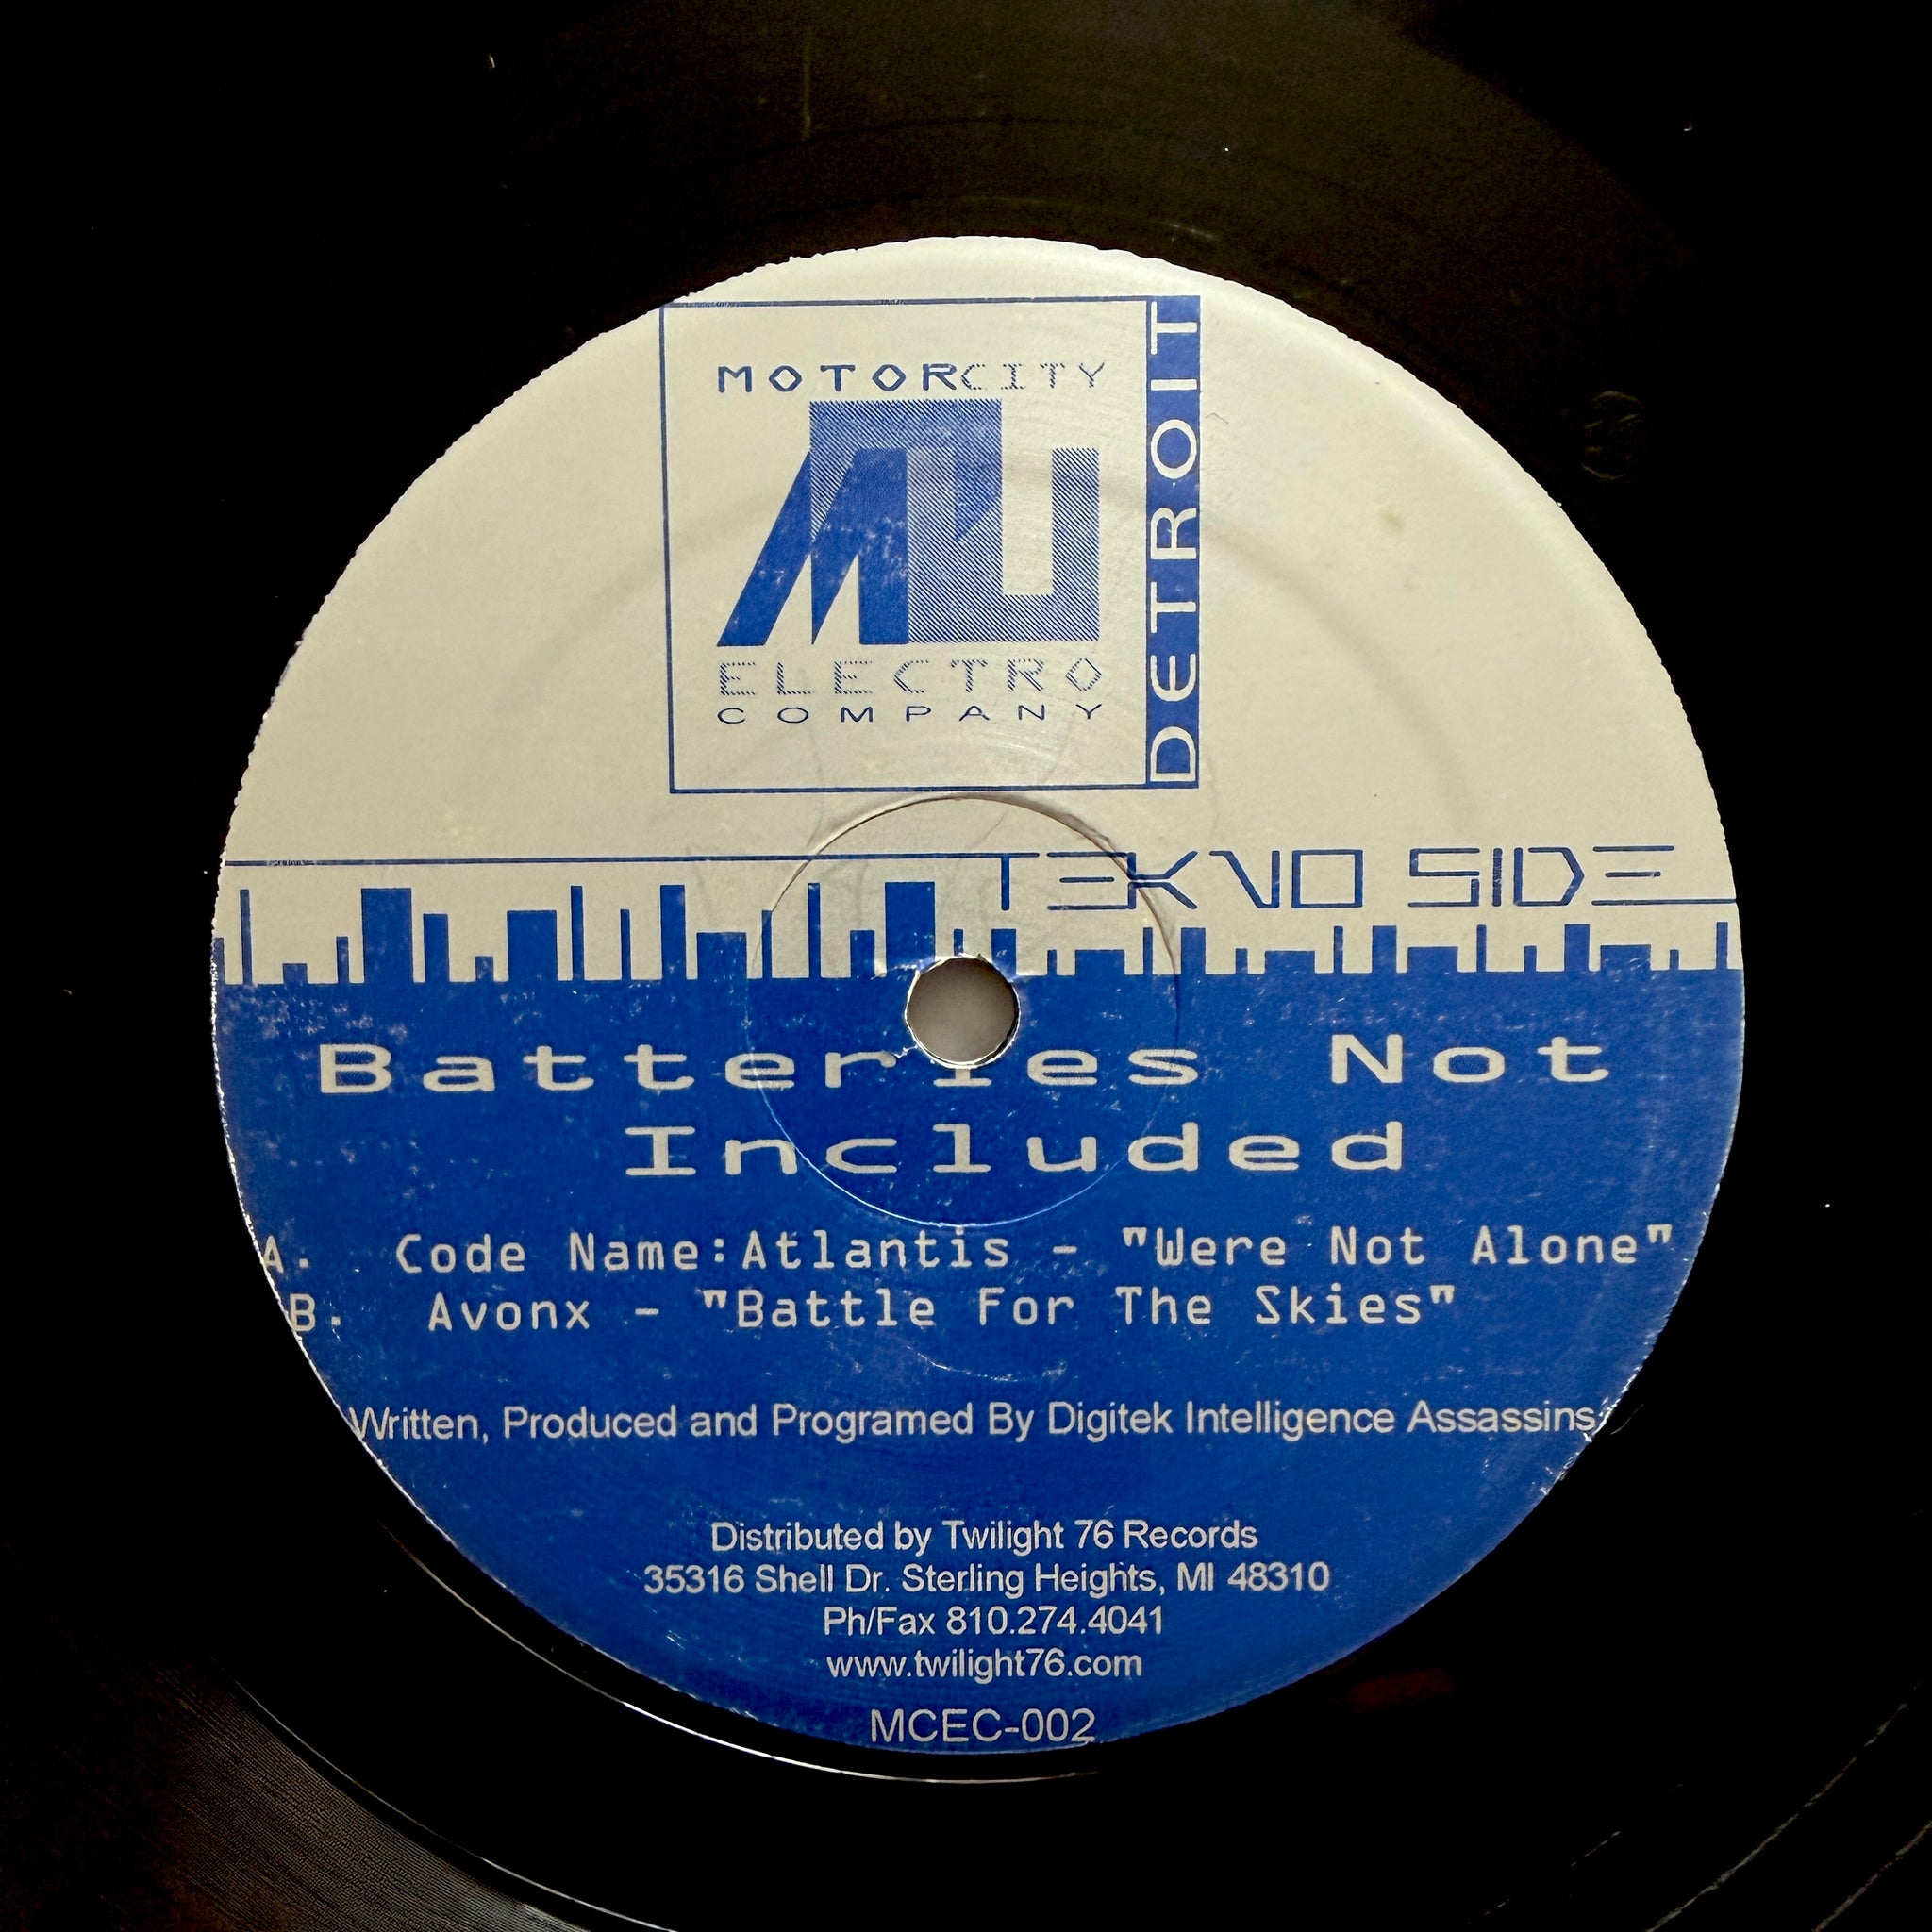 MOTORCITY
ELECTRO
COMPANY
DETROIT
TEKNO SIDE
Batteries Not
Included
A. Code Name:Atlantis - "Were Not Alone"
B. Avonx - "Battle For The Skies"
Written, Produced and Programed By Digitek Intelligence Assassins
Distributed by Twilight 76 Records
35316 Shell Dr. Sterling Heights, MI 48310
Ph/Fax 810.274.4041
www.twilight76.com
MCEC-002